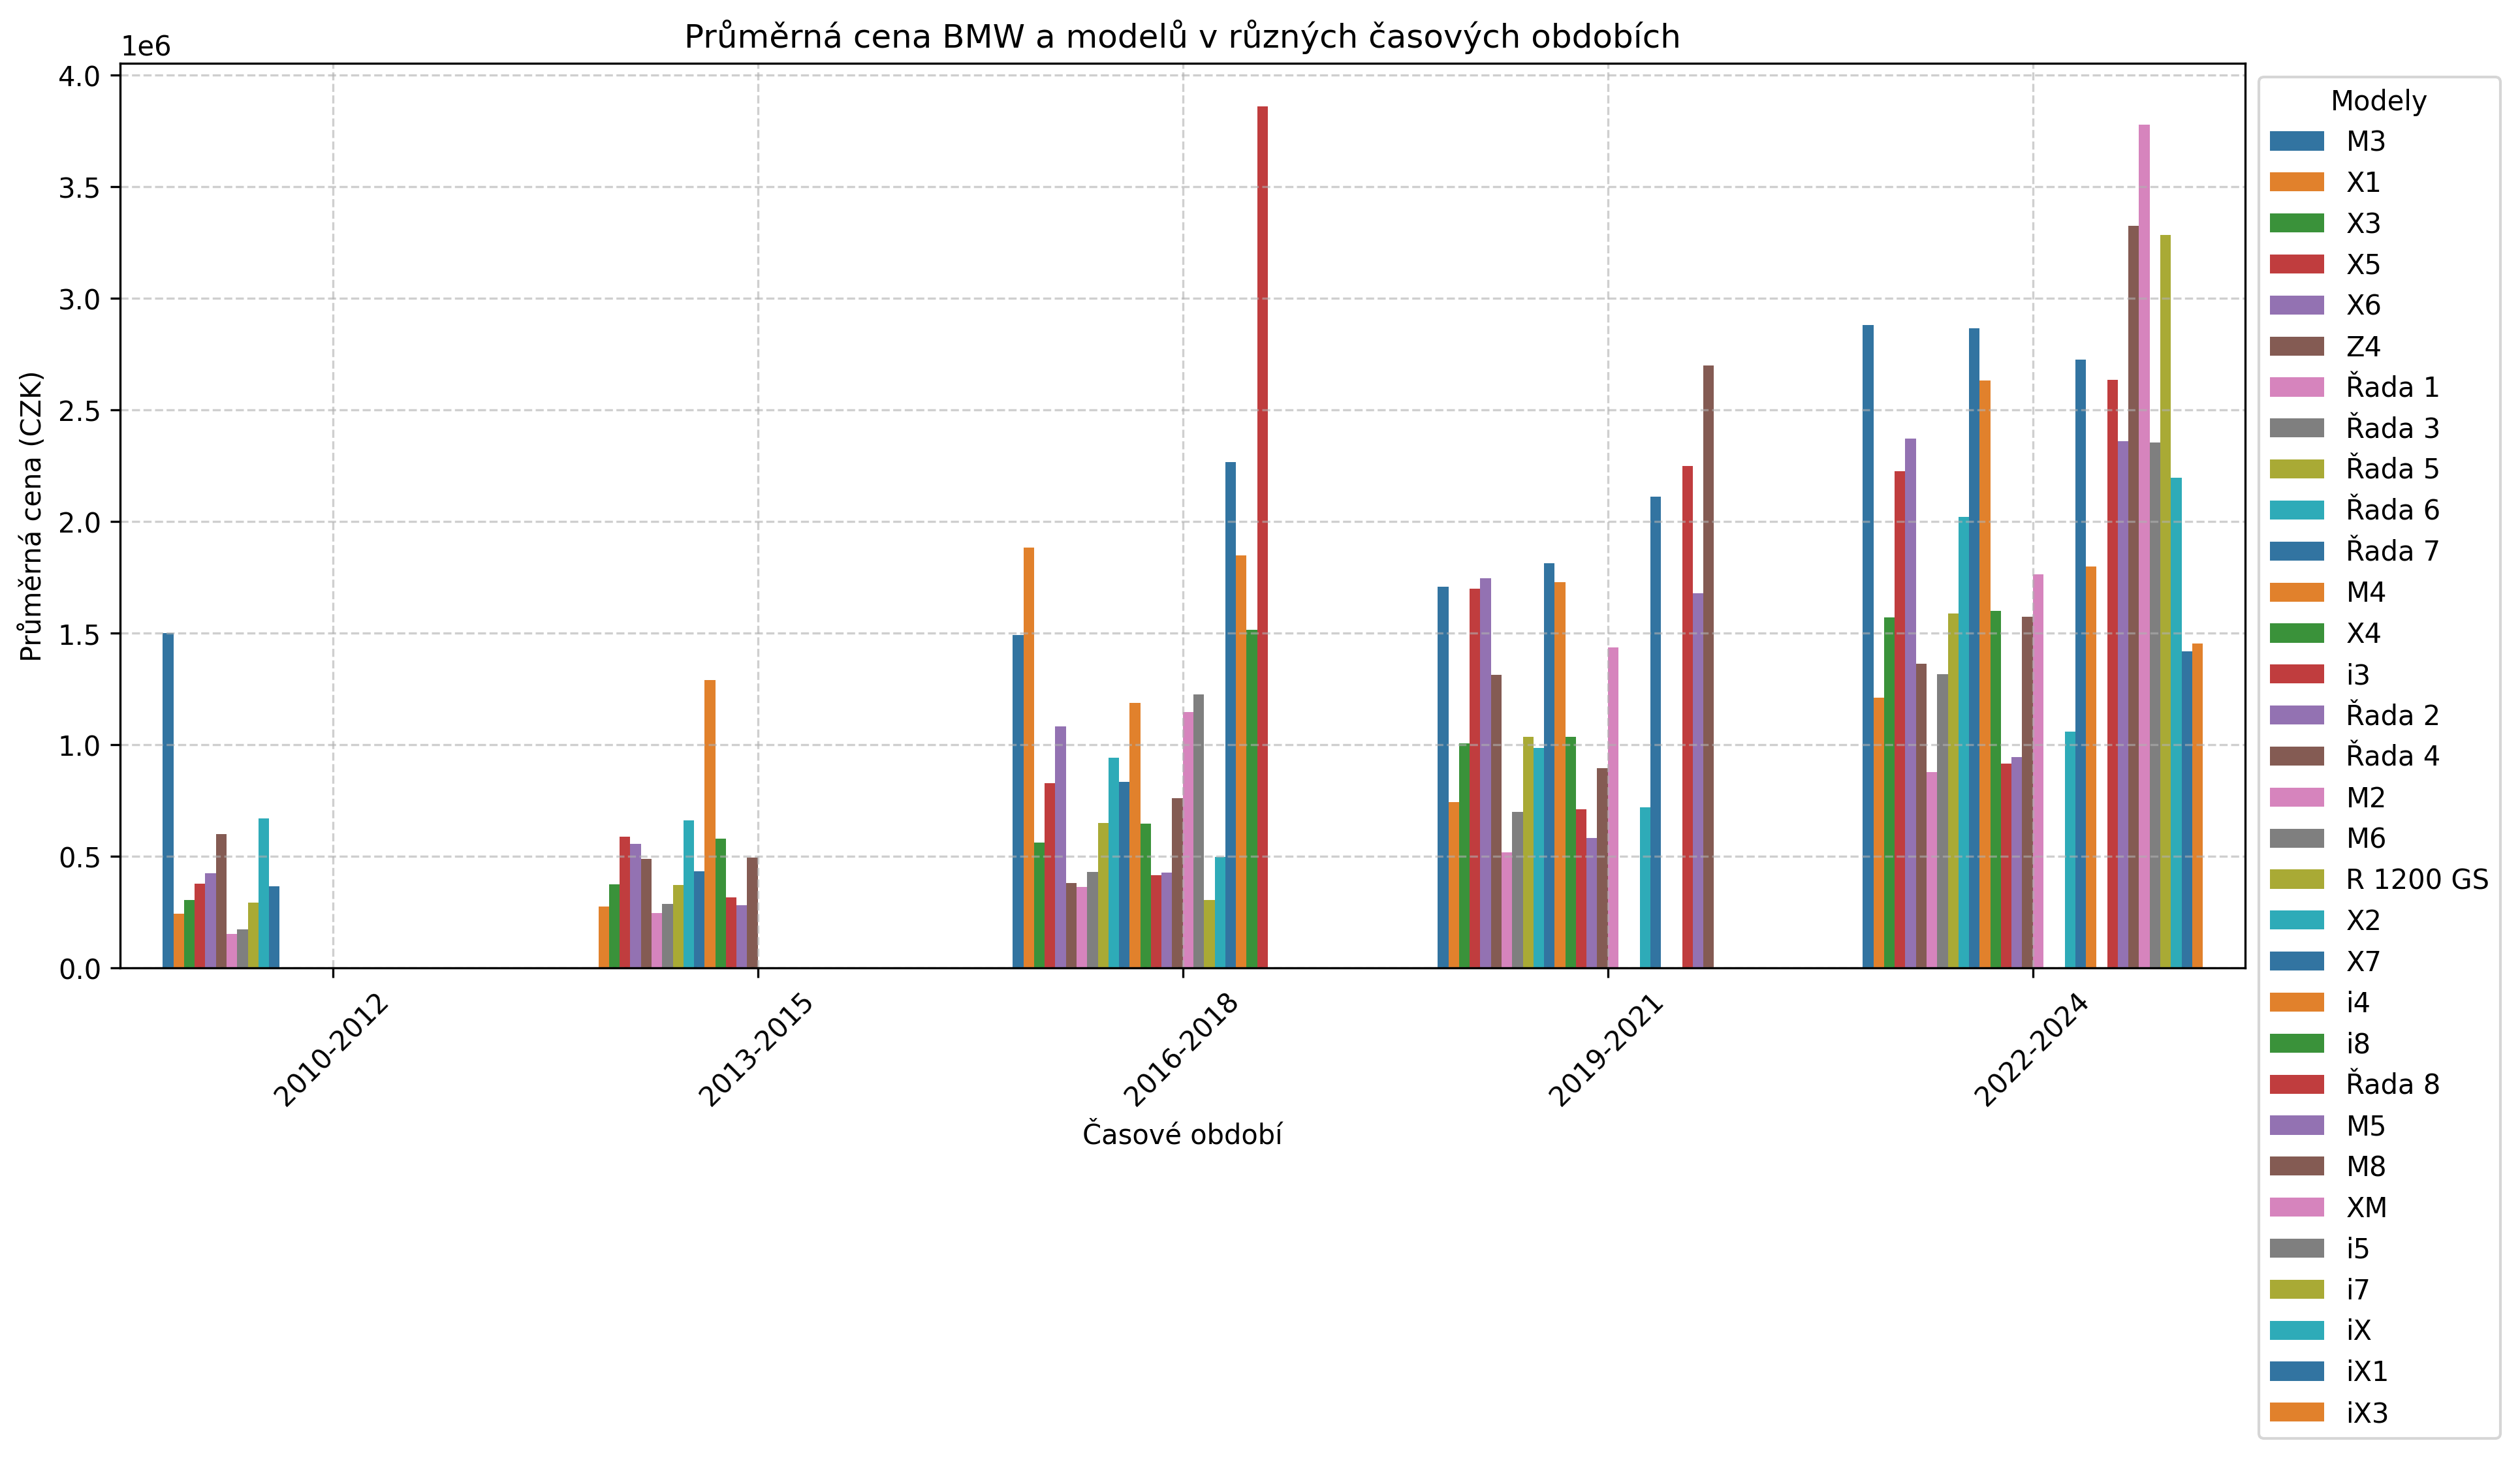 Průměrná cena BMW a modelů v různých časových obdobích
1e6
4.0
3.5
3.0
2.5
2.0
1.5
1.0
0.5
0.0
Průměrná cena (CZK)
2010-2012
2013-2015
2016-2018
2019-2021
2022-2024
Časové období
Modely
M3
X1
X3
X5
X6
Z4
Řada 1
Řada 3
Řada 5
Řada 6
Řada 7
M4
X4
i3
Řada 2
Řada 4
M2
M6
R 1200 GS
X2
X7
i4
i8
Řada 8
M5
M8
XM
i5
i7
iX
iX1
iX3